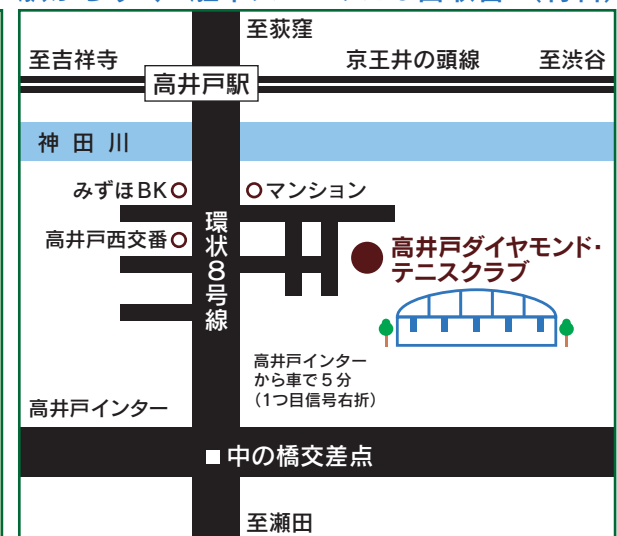 至荻窪
至吉祥寺
京王井の頭線
至渋谷
高井戸駅
神田川
みずほBK
マンション
高井戸西交番
環状8号線
高井戸ダイヤモンド・
テニスクラブ
高井戸インター
から車で5分
(1つ目信号右折)
高井戸インター
中の橋交差点
至瀬田